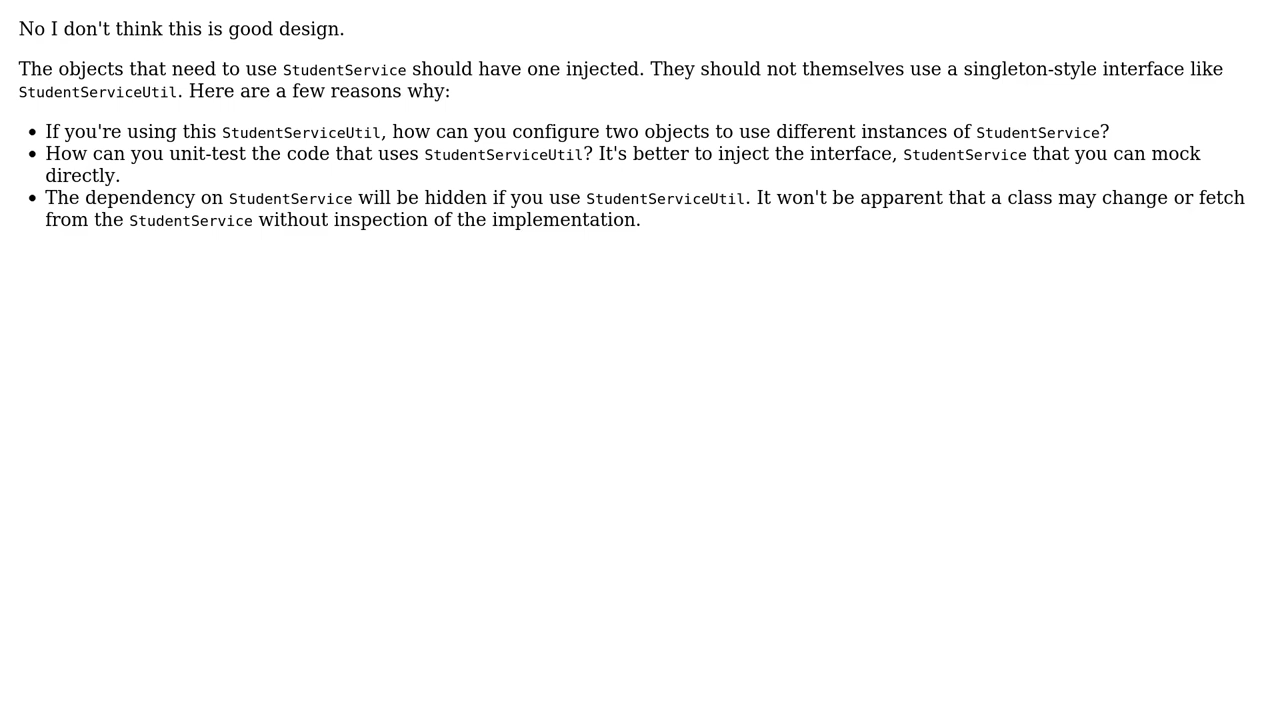 No I don't think this is good design.
The objects that need to use StudentService should have one injected. They should not themselves use a singleton-style interface like
StudentServiceUtil. Here are a few reasons why:
• If you're using this StudentServiceUtil, how can you configure two objects to use different instances of StudentService?
• How can you unit-test the code that uses StudentServiceUtil? It's better to inject the interface, StudentService that you can mock
directly.
• The dependency on StudentService will be hidden if you use StudentServiceUtil. It won't be apparent that a class may change or fetch
from the StudentService without inspection of the implementation.